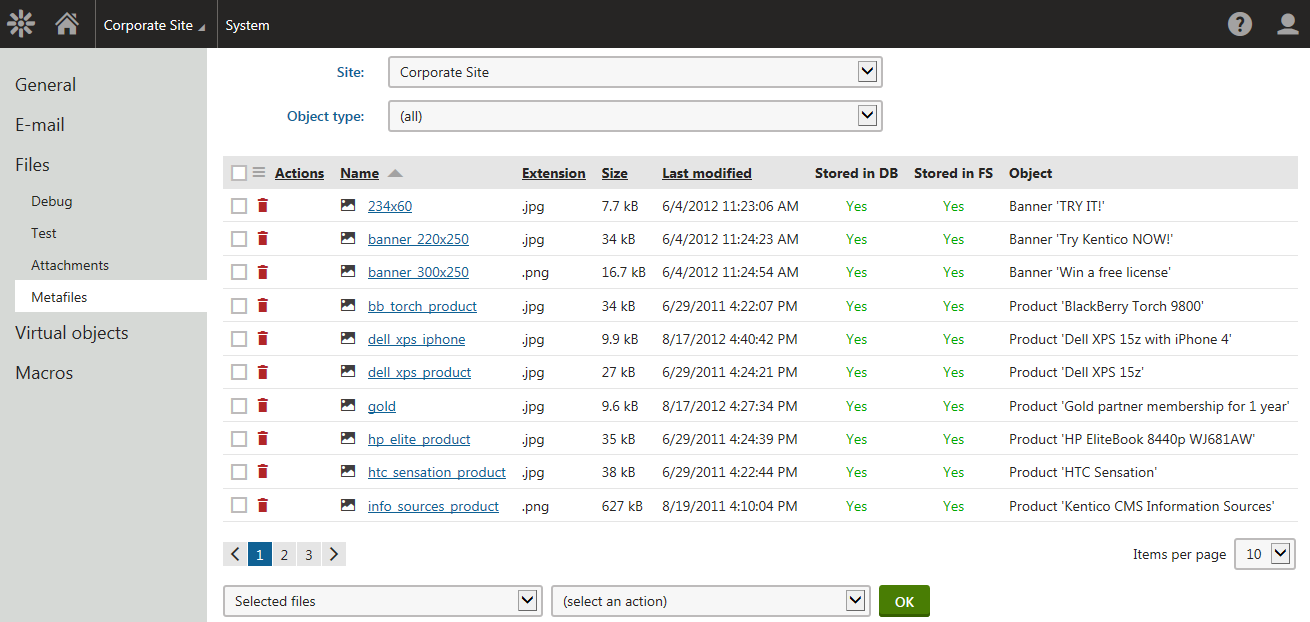 Corporate Site System
General
E-mail
Files
Debug
Test
Attachments
Metafiles
Virtual objects
Macros
Site: Corporate Site
Object type: (all)
Actions Name Extension Size Last modified Stored in DB Stored in FS Object
234x60 .jpg 7.7 kB 6/4/2012 11:23:06 AM Yes Yes Banner 'TRY IT!'
banner_220x250 .jpg 34 kB 6/4/2012 11:24:23 AM Yes Yes Banner 'Try Kentico NOW!'
banner_300x250 .png 16.7 kB 6/4/2012 11:24:54 AM Yes Yes Banner 'Win a free license'
bb_torch_product .jpg 34 kB 6/29/2011 4:22:07 PM Yes Yes Product 'BlackBerry Torch 9800'
dell_xps_iphone .jpg 9.9 kB 8/17/2012 4:40:42 PM Yes Yes Product 'Dell XPS 15z with iPhone 4'
dell_xps_product .jpg 27 kB 6/29/2011 4:24:21 PM Yes Yes Product 'Dell XPS 15z'
gold .jpg 9.6 kB 8/17/2012 4:27:34 PM Yes Yes Product 'Gold partner membership for 1 year'
hp_elite_product .jpg 35 kB 6/29/2011 4:24:39 PM Yes Yes Product 'HP EliteBook 8440p WJ681AW'
htc_sensation_product .jpg 38 kB 6/29/2011 4:22:44 PM Yes Yes Product 'HTC Sensation'
info_sources_product .png 627 kB 8/19/2011 4:10:04 PM Yes Yes Product 'Kentico CMS Information Sources'
1 2 3 Items per page 10
Selected files (select an action) OK